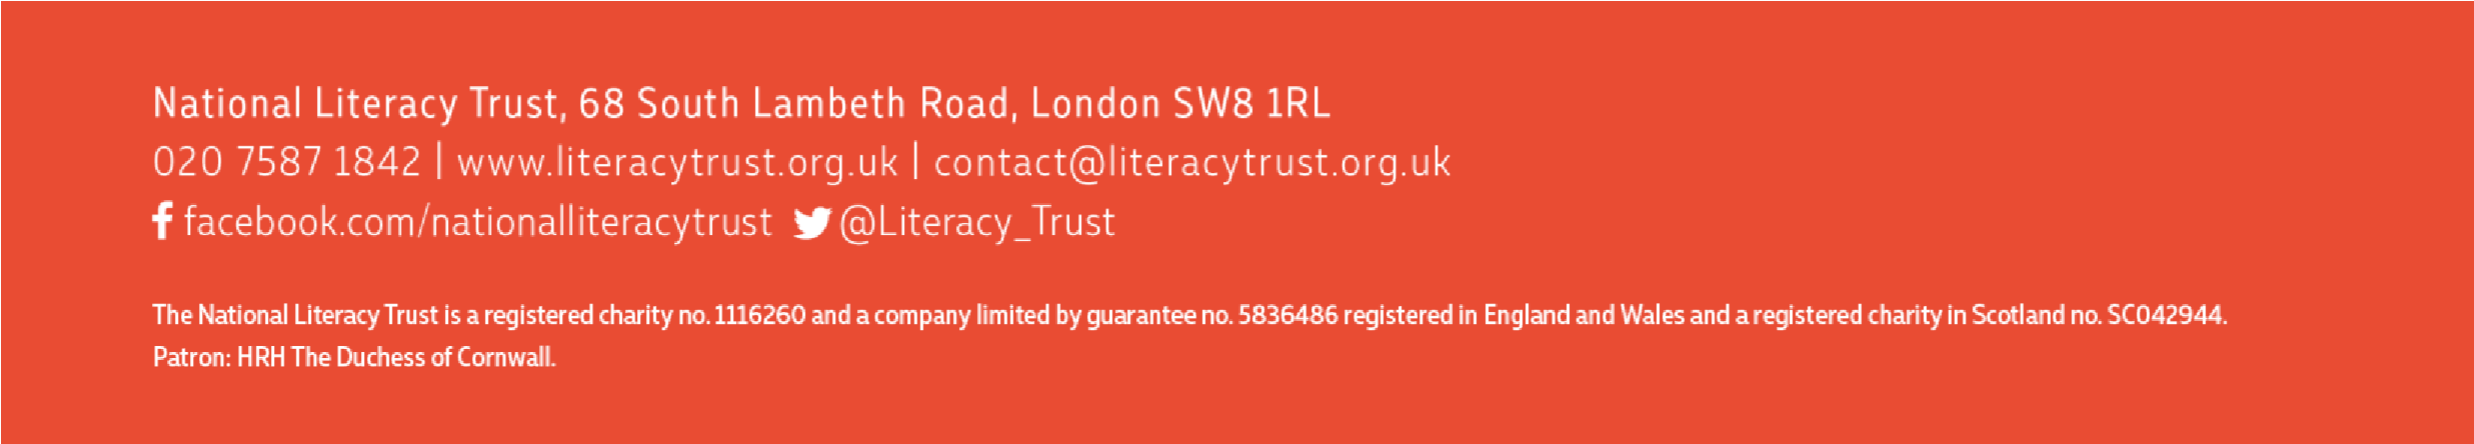 National Literacy Trust, 68 South Lambeth Road, London SW8 1RL
020 7587 1842 | www.literacytrust.org.uk | contact@literacytrust.org.uk
facebook.com/nationalliteracytrust @Literacy_Trust
The National Literacy Trust is a registered charity no. 1116260 and a company limited by guarantee no. 5836486 registered in England and Wales and a registered charity in Scotland no. SC042944.
Patron: HRH The Duchess of Cornwall.